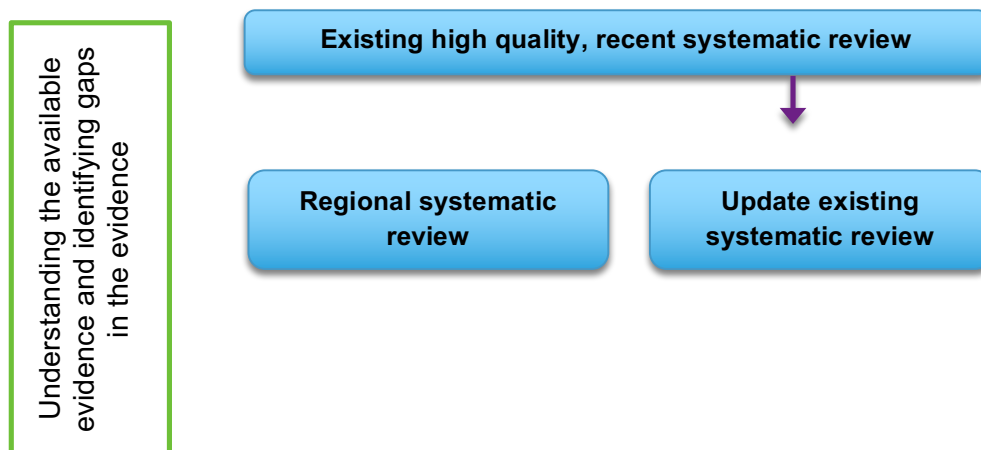 Understanding the available
evidence and identifying gaps
in the evidence
Existing high quality, recent systematic review
Regional systematic
review
Update existing
systematic review